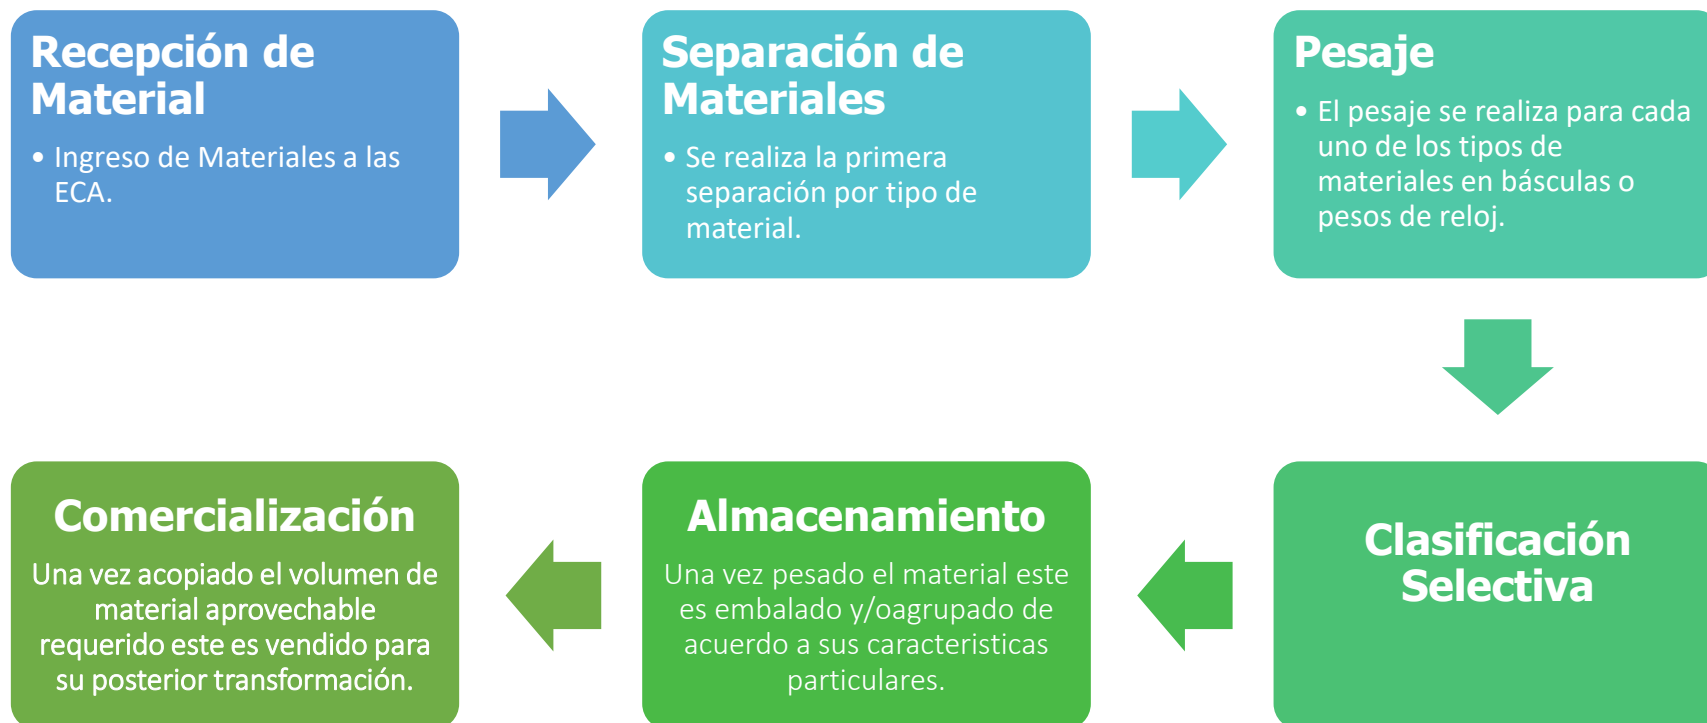 Recepción de
Material
• Ingreso de Materiales a las
ECA.
Separación de
Materiales
• Se realiza la primera
separación por tipo de
material.
Pesaje
• El pesaje se realiza para cada
uno de los tipos de
materiales en básculas o
pesos de reloj.
Clasificación
Selectiva
Almacenamiento
Una vez pesado el material este
es embalado y/oagrupado de
acuerdo a sus caracteristicas
particulares.
Comercialización
Una vez acopiado el volumen de
material aprovechable
requerido este es vendido para
su posterior transformación.